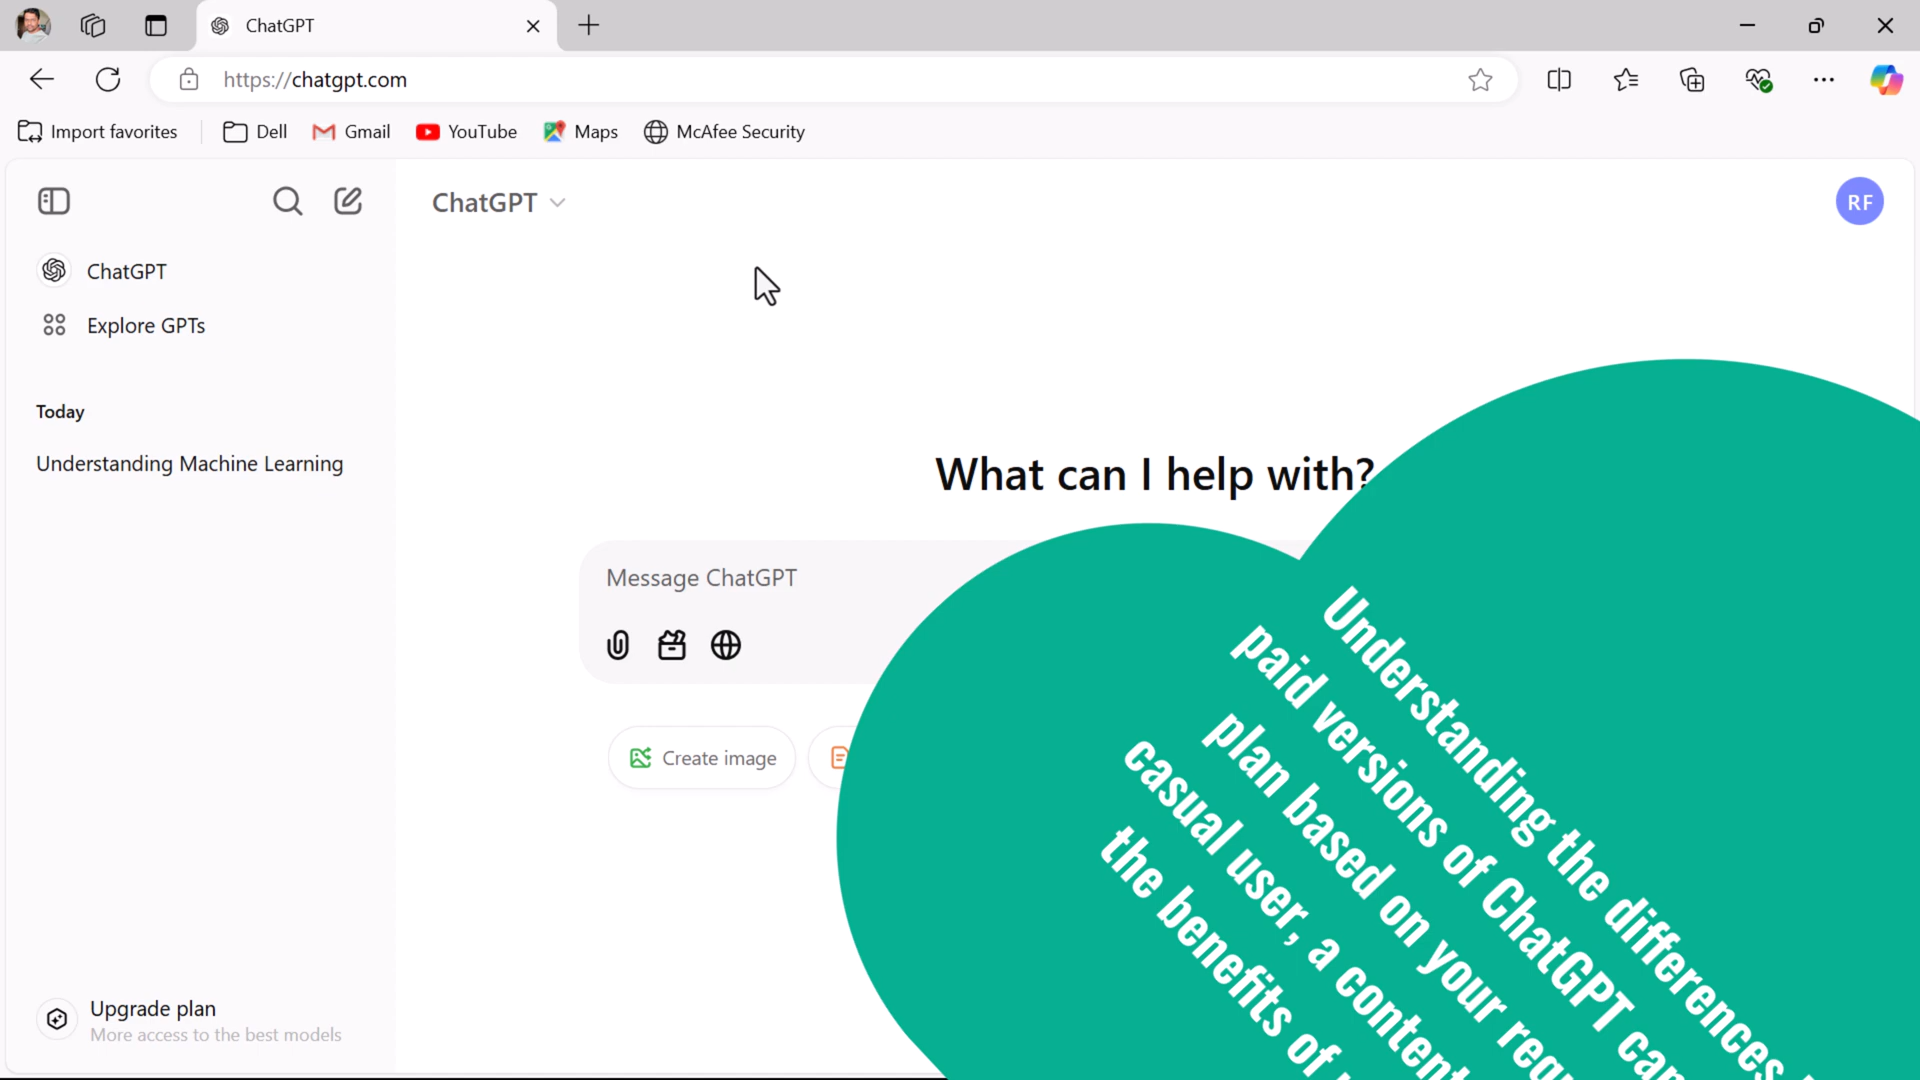 ChatGPT
https://chatgpt.com
Import favorites
Dell
Gmail
YouTube
Maps
McAfee Security
ChatGPT
RF
ChatGPT
Explore GPTs
Today
Understanding Machine Learning
What can I help with?
Message ChatGPT
Create image
Understanding the differences
paid versions of ChatGPT can
plan based on your
casual user, a content
the benefits of
Upgrade plan
More access to the best models